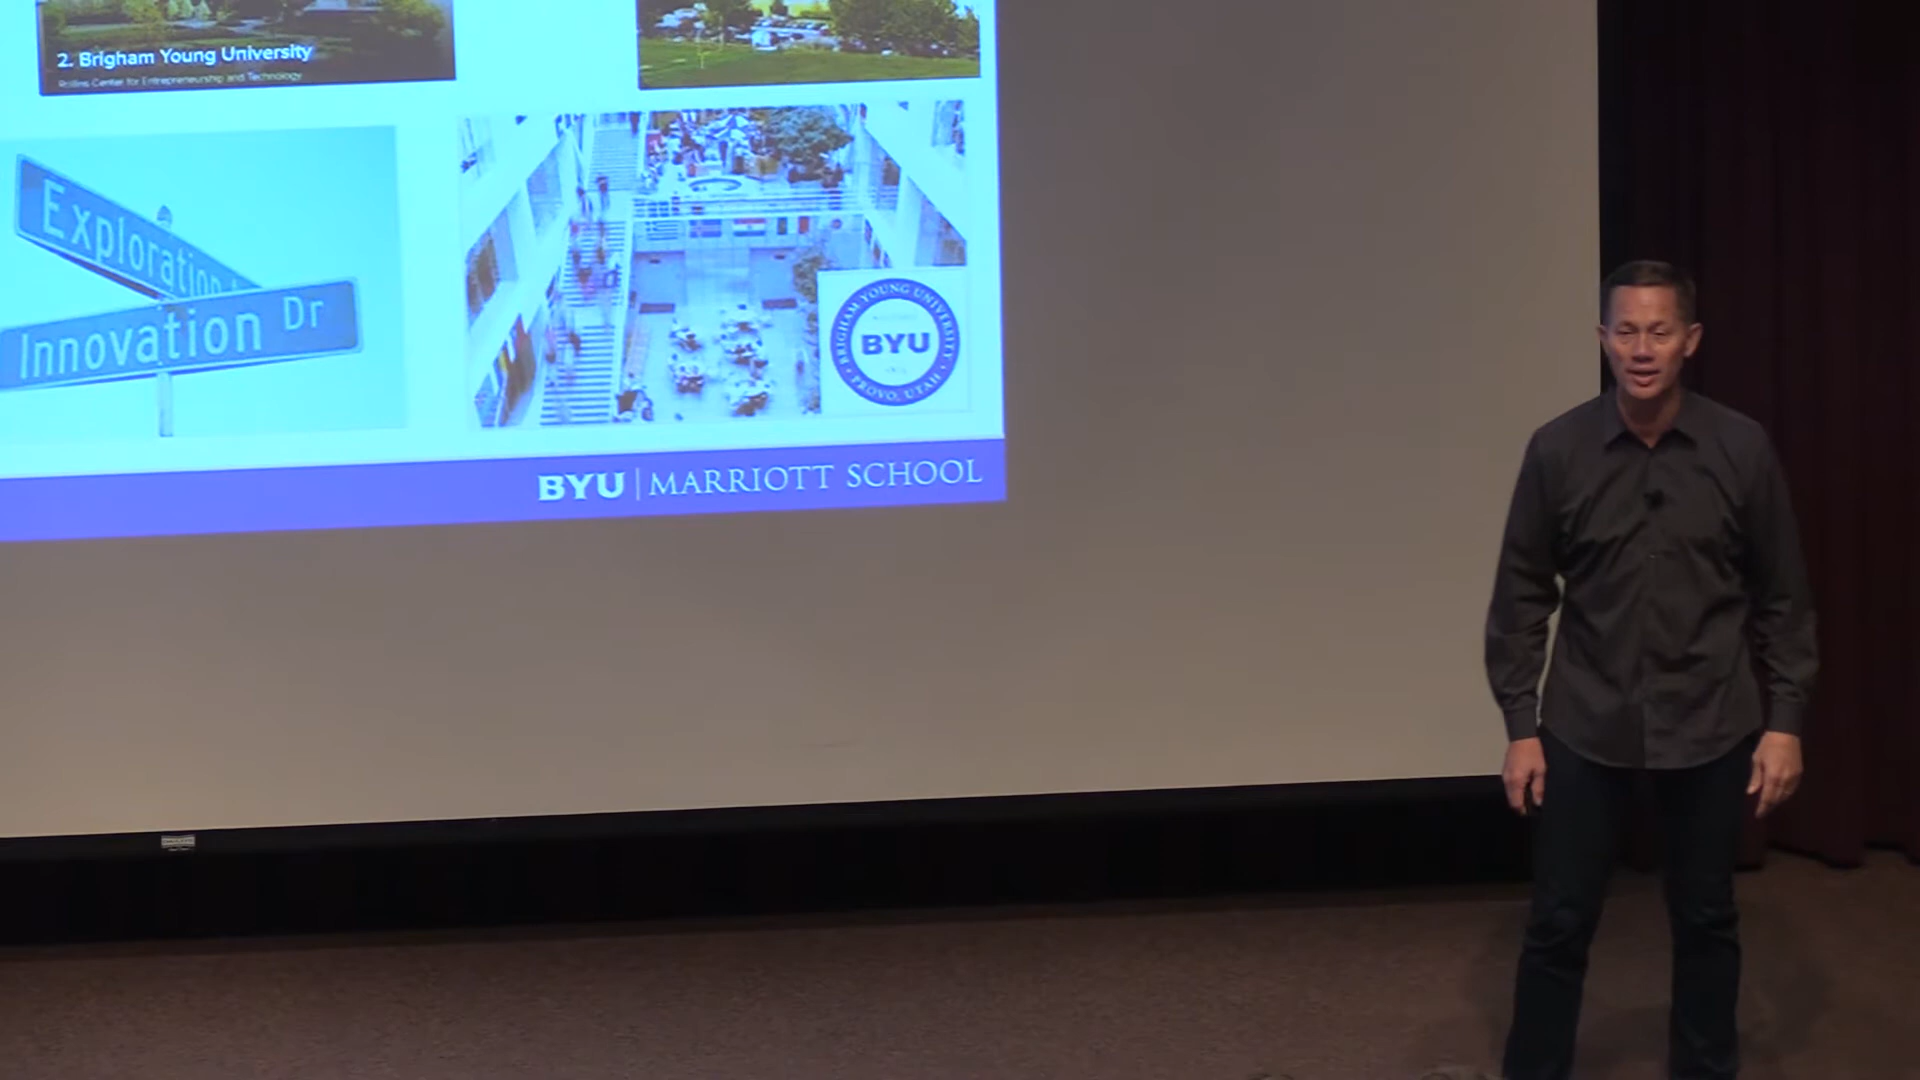 2. Brigham Young University
Rollins Center for Entrepreneurship and Technology
Exploration
Innovation Dr
BRIGHAM YOUNG UNIVERSITY
BYU
PROVO, UTAH
BYU | MARRIOTT SCHOOL